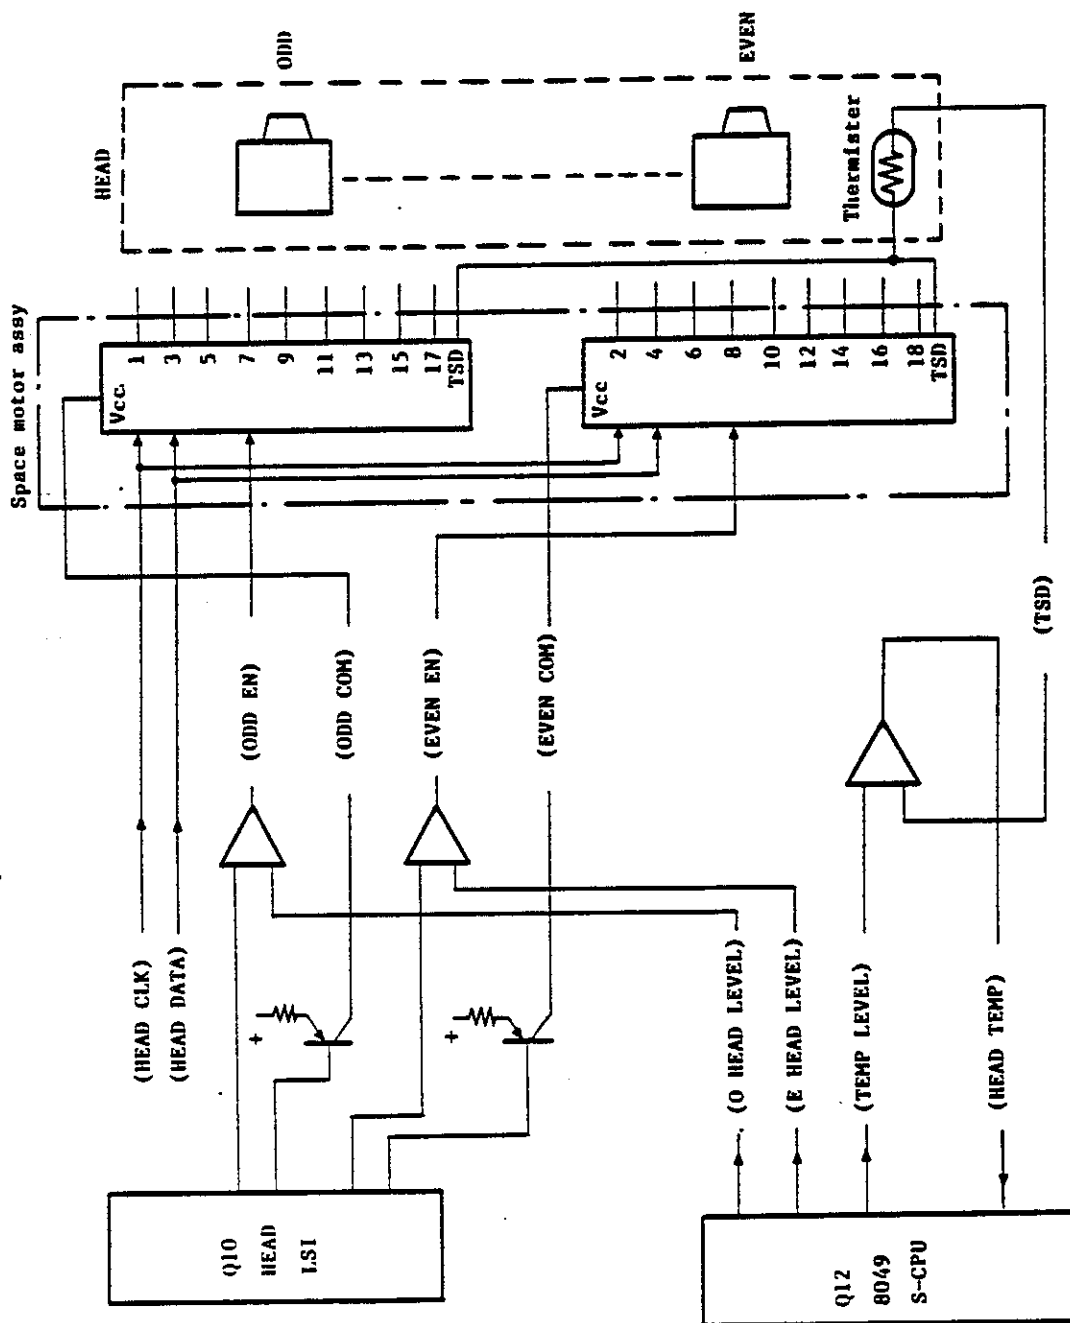 Space motor assy
HEAD
ODD
EVEN
Thermister
Vcc.
1
3
5
7
9
11
13
15
17
TSD
Vcc
2
4
6
8
10
12
14
16
18
TSD
(HEAD CLK)
(HEAD DATA)
(ODD EN)
(ODD COM)
(EVEN EN)
(EVEN COM)
(TSD)
+
+
(O HEAD LEVEL)
(E HEAD LEVEL)
(TEMP LEVEL)
(HEAD TEMP)
Q10
HEAD
LSI
Q12
8049
S-CPU